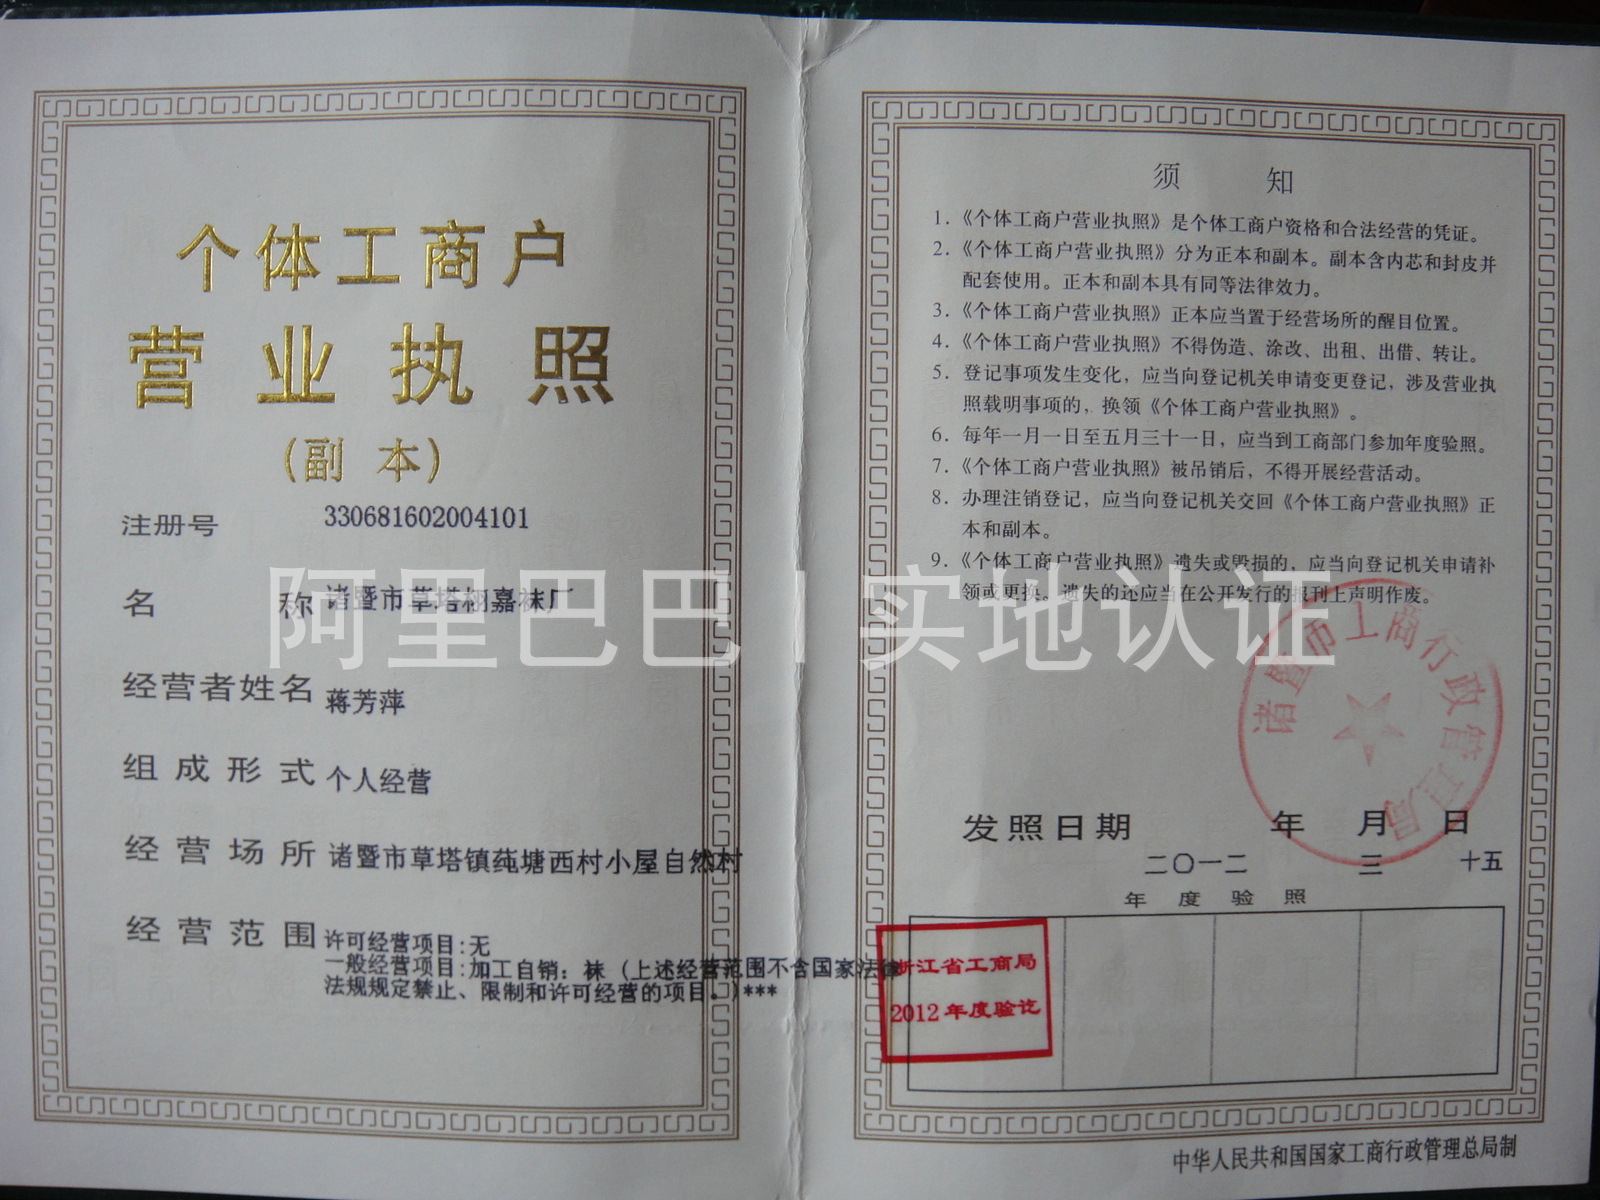 个体工商户
营业执照
(副 本)
注册号 330681602004101
名 称 诸暨市草塔栩嘉袜厂
经营者姓名 蒋芳萍
组成形式 个人经营
经营场所 诸暨市草塔镇莼塘西村小屋自然村
经营范围 许可经营项目:无
一般经营项目:加工自销：袜（上述经营范围不含国家法律
法规规定禁止、限制和许可经营的项目。)***
须 知
1.《个体工商户营业执照》是个体工商户资格和合法经营的凭证。
2.《个体工商户营业执照》分为正本和副本。副本含内芯和封皮并
配套使用。正本和副本具有同等法律效力。
3.《个体工商户营业执照》正本应当置于经营场所的醒目位置。
4.《个体工商户营业执照》不得伪造、涂改、出租、出借、转让。
5. 登记事项发生变化，应当向登记机关申请变更登记，涉及营业执
照载明事项的，换领《个体工商户营业执照》。
6. 每年一月一日至五月三十一日，应当到工商部门参加年度验照。
7.《个体工商户营业执照》被吊销后，不得开展经营活动。
8. 办理注销登记，应当向登记机关交回《个体工商户营业执照》正
本和副本。
9.《个体工商户营业执照》遗失或毁损的，应当向登记机关申请补
领或更换。遗失的还应当在公开发行的报刊上声明作废。
阿里巴巴 | 实地认证
诸暨市工商行政管理局
发照日期 年 月 日
二〇一二 三 十五
年度验照
浙江省工商局
2012年度验讫
中华人民共和国国家工商行政管理总局制